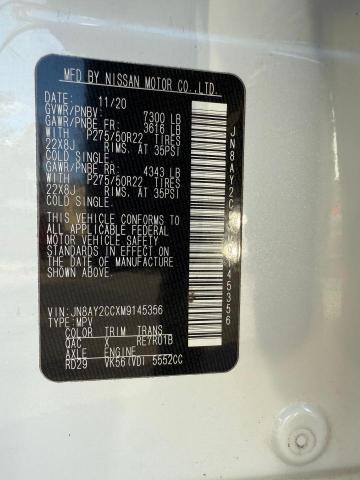 MFD BY NISSAN MOTOR CO.,LTD.
DATE: 11/20
GVWR/PNBV: 7300 LB
GAWR/PNBE FR: 3616 LB
WITH P275/50R22 TIRES
22X8J RIMS, AT 35PSI
COLD SINGLE.
GAWR/PNBE RR: 4343 LB
WITH P275/50R22 TIRES
22X8J RIMS, AT 35PSI
COLD SINGLE.
THIS VEHICLE CONFORMS TO
ALL APPLICABLE FEDERAL
MOTOR VEHICLE SAFETY
STANDARDS IN EFFECT ON
THE DATE OF MANUFACTURE
SHOWN ABOVE.
VIN:JN8AY2CCXM9145356
TYPE:MPV
COLOR TRIM TRANS
QAC X RE7R01B
AXLE ENGINE
RD29 VK56(VD) 5552CC